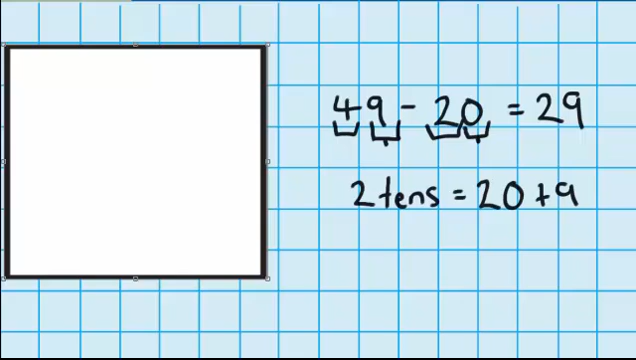 49 - 20 = 29
2 tens = 20 + 9